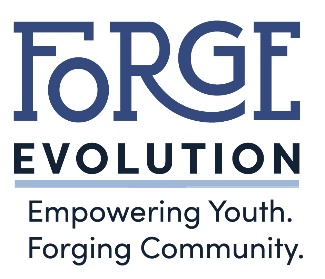 FORGE
EVOLUTION
Empowering Youth.
Forging Community.